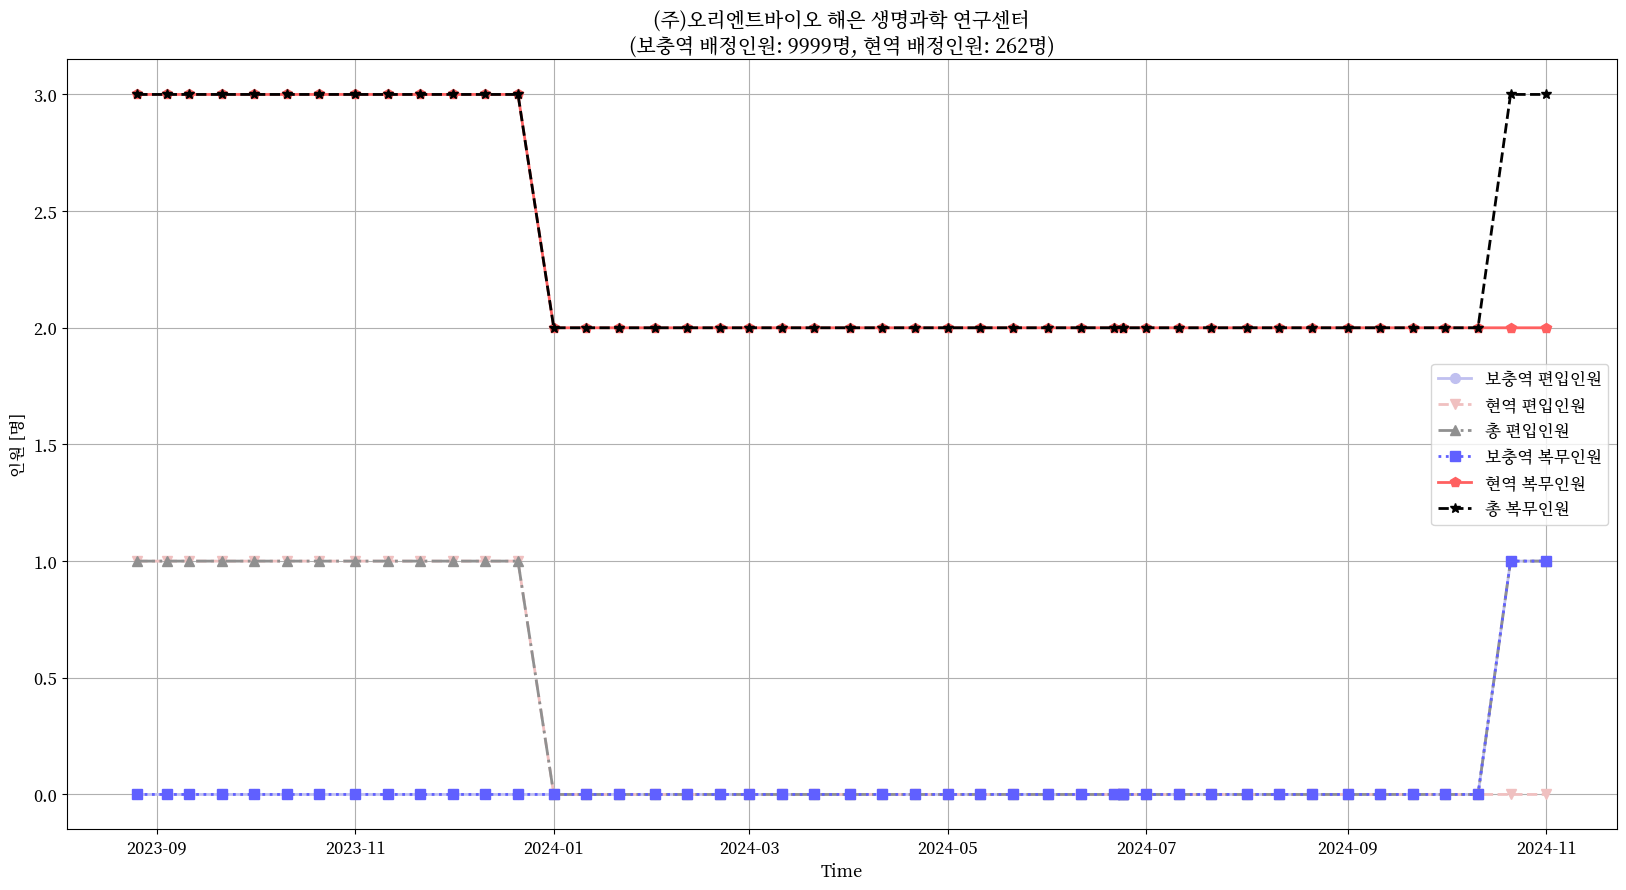 (주)오리엔트바이오 해은 생명과학 연구센터
(보충역 배정인원: 9999명, 현역 배정인원: 262명)
3.0
2.5
2.0
1.5
1.0
0.5
0.0
인원 [명]
보충역 편입인원
현역 편입인원
총 편입인원
보충역 복무인원
현역 복무인원
총 복무인원
2023-09
2023-11
2024-01
2024-03
2024-05
2024-07
2024-09
2024-11
Time